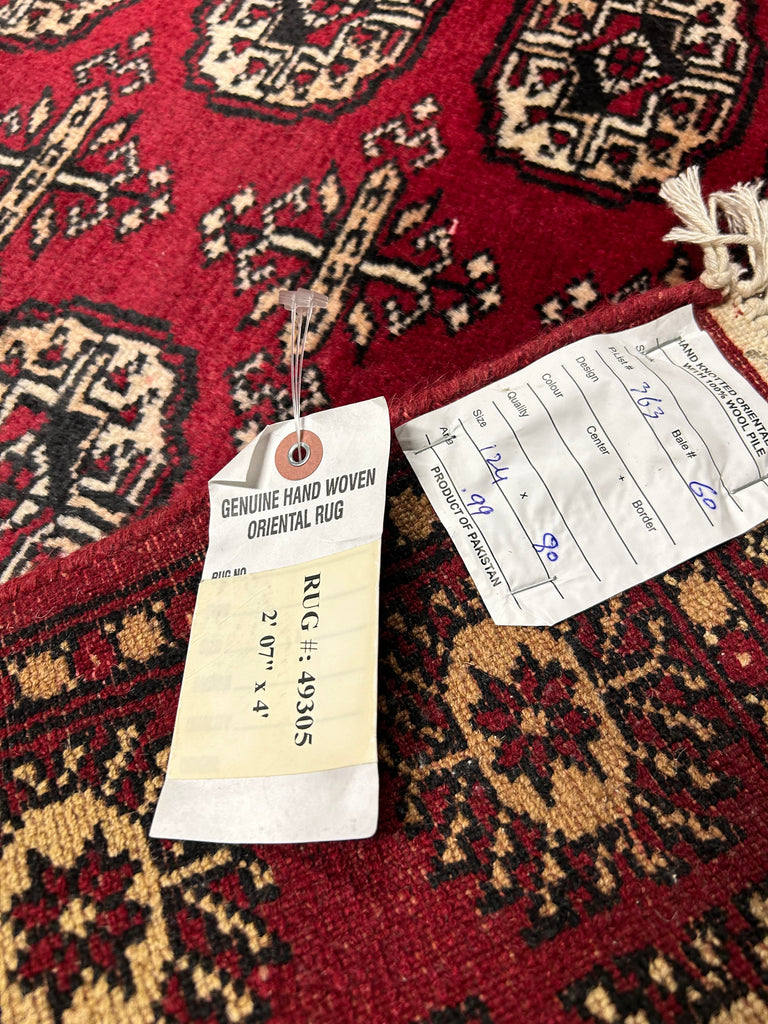 GENUINE HAND WOVEN
ORIENTAL RUG
RUG NO.
RUG #: 49305
2' 07" x 4'
HAND KNOTTED ORIENTAL
WITH 100% WOOL PILE
P.List # 363 Bale # 60
Design Center + Border
Colour
Quality
Size 124 x 80
.99
PRODUCT OF PAKISTAN